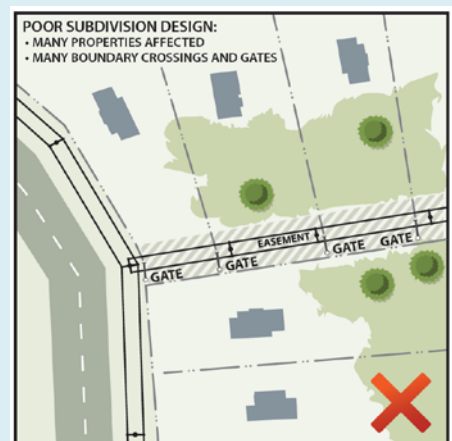 POOR SUBDIVISION DESIGN:
• MANY PROPERTIES AFFECTED
• MANY BOUNDARY CROSSINGS AND GATES
EASEMENT
GATE
GATE
GATE
GATE